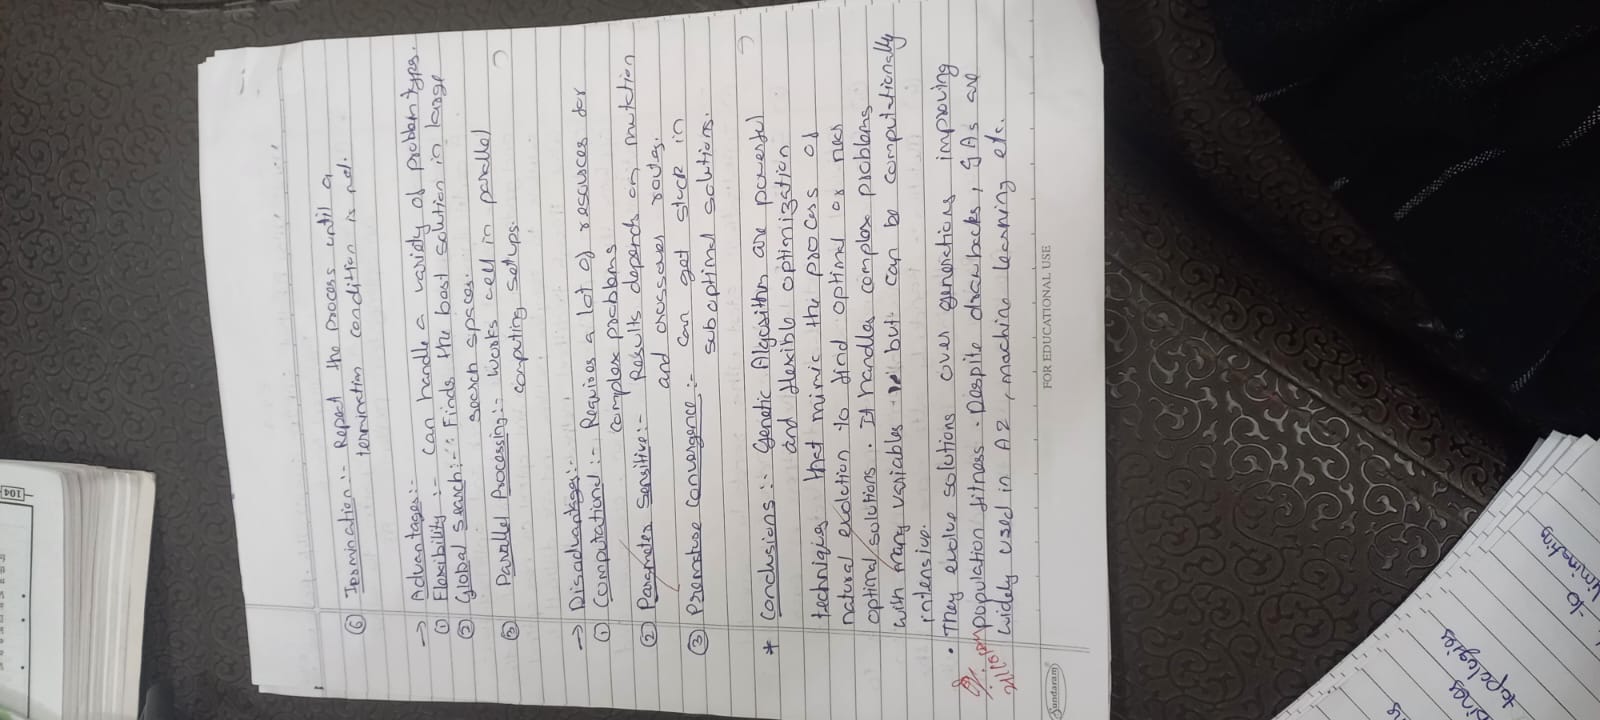 104
⑥ Termination :- Repeat the process until a
termination condition is met.
→ Advantages:-
① Flexibility :- can handle a variety of problem types.
② Global Search:- Finds the best solution in large
search spaces.
③ Parallel Processing:- Works well in parallel
computing setups.
→ Disadvantages:-
① Computational :- Requires a lot of resources for
complex problems
② Parameter Sensitive:- Results depends on mutation
and crossover
③ Premature Convergence :- Can get stuck in
suboptimal solutions.
* Conclusions :- Genetic Algorithm are powerful
and flexible optimization
techniques that mimic the process of
natural evolution to find optimal or near
optimal solutions. It handles complex problems
with many variables but can be computationally
intensive.
• They evolve solutions over generations improving
population fitness. Despite drawbacks, GAs are
widely used in AI, machine learning etc.
Sundaram
FOR EDUCATIONAL USE
topologies
to
liminating